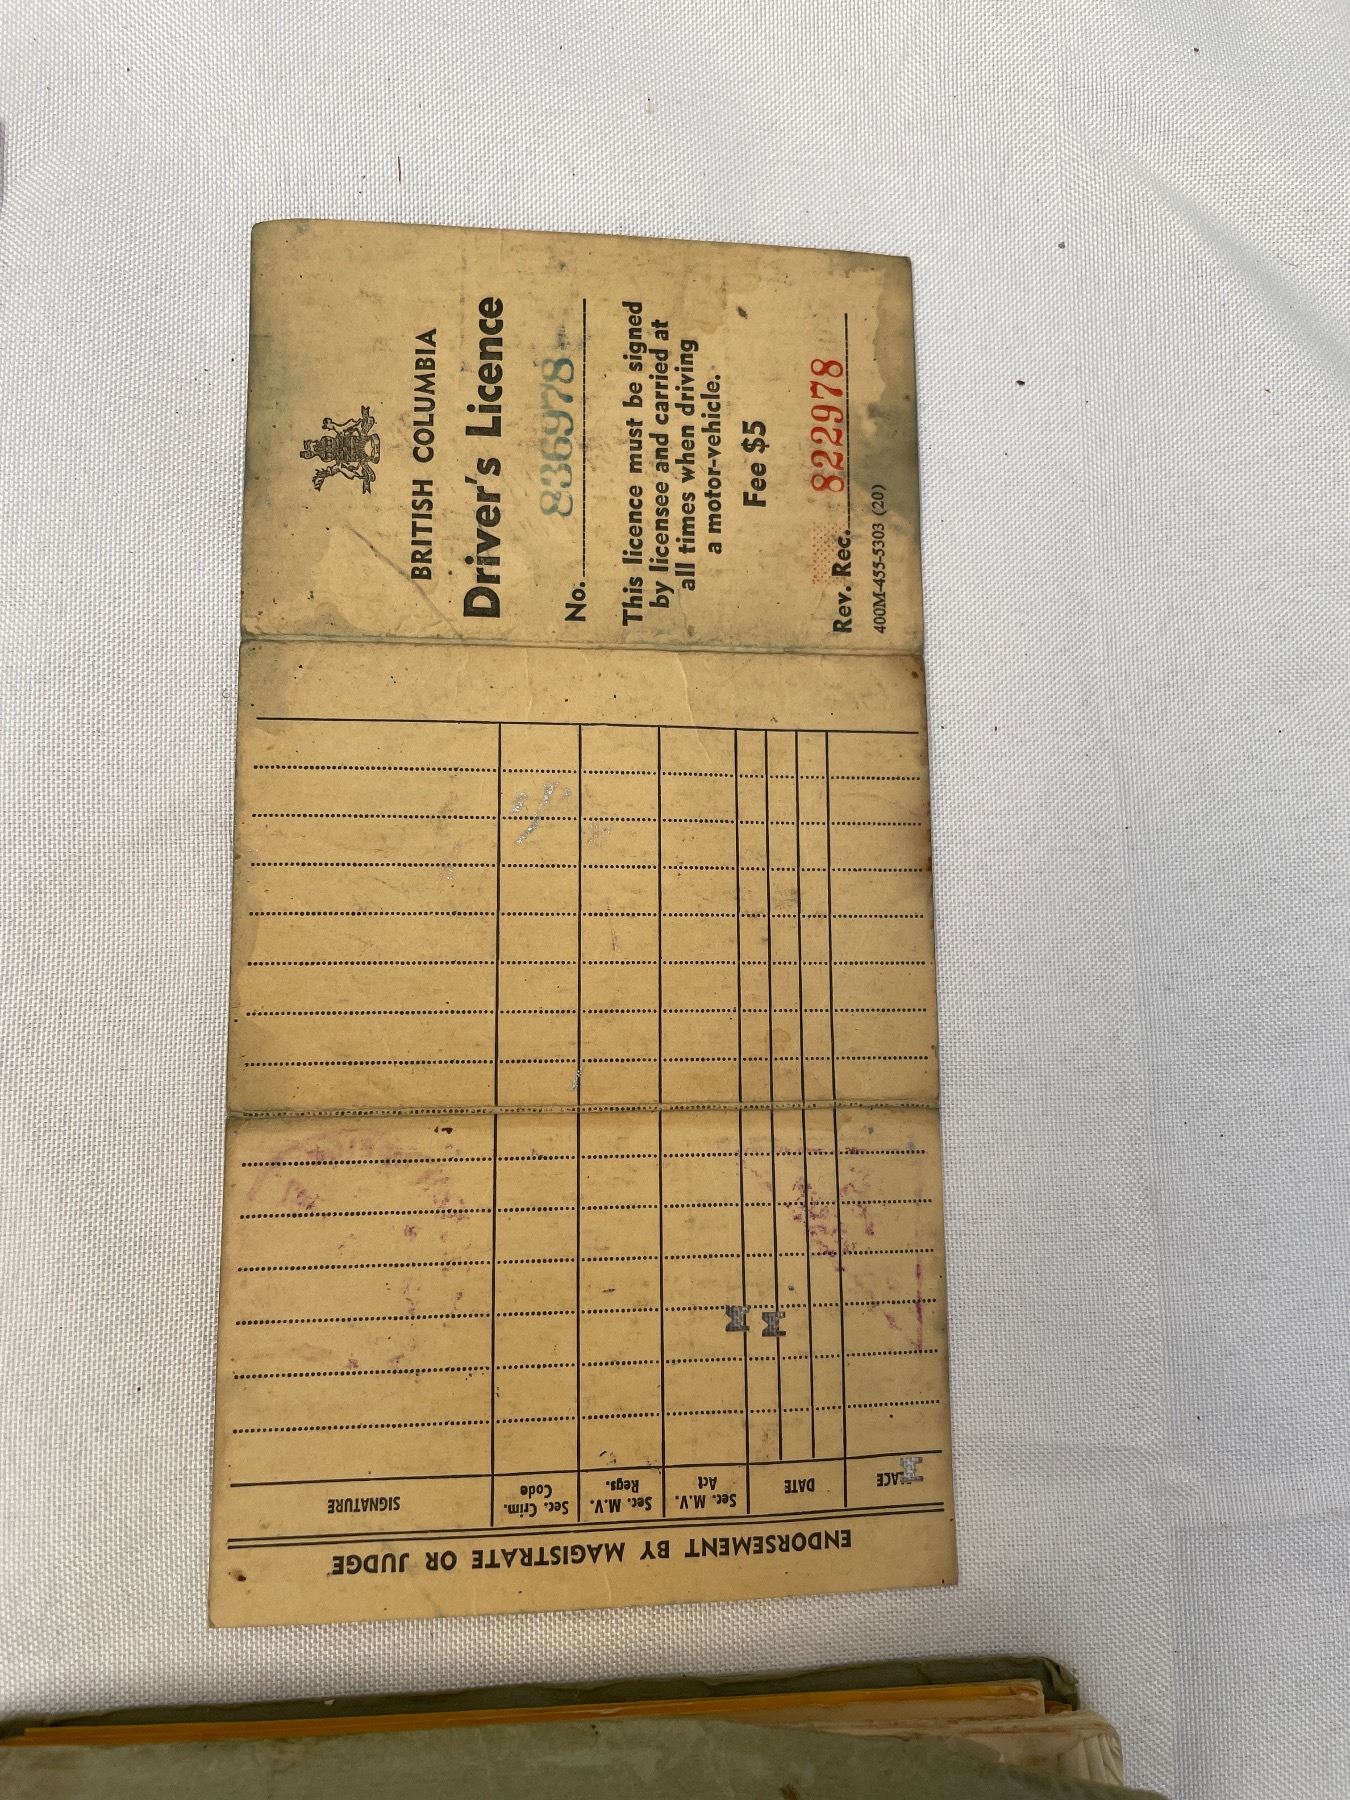 BRITISH COLUMBIA
Driver's Licence
No. 836978
This licence must be signed
by licensee and carried at
all times when driving
a motor-vehicle.
Fee $5
Rev. Rec. 822978
400M-455-5303 (20)
ENDORSEMENT BY MAGISTRATE OR JUDGE
PLACE
DATE
Sec. M.V.
Act
Sec. M.V.
Regs.
Sec. Crim.
Code
SIGNATURE